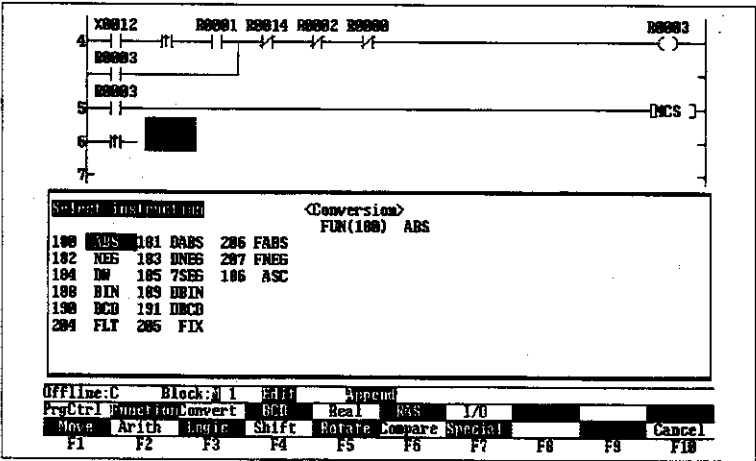 X0012 R0001 R0014 R0002 R0000 R0003
4
R0003
R0003
5 [MCS ]
6
7
Select instruction <Conversion>
FUN(180) ABS
180 ABS 181 DABS 206 FABS
182 NEG 183 DNEG 207 FNEG
184 DW 185 7SEG 186 ASC
188 BIN 189 DBIN
190 BCD 191 DBCD
204 FLT 205 FIX
Offline:C Block: 1 Edit Append
PrgCtrl Function Convert BCD Real RAS I/O
Move Arith Logic Shift Rotate Compare Special Cancel
F1 F2 F3 F4 F5 F6 F7 F8 F9 F10